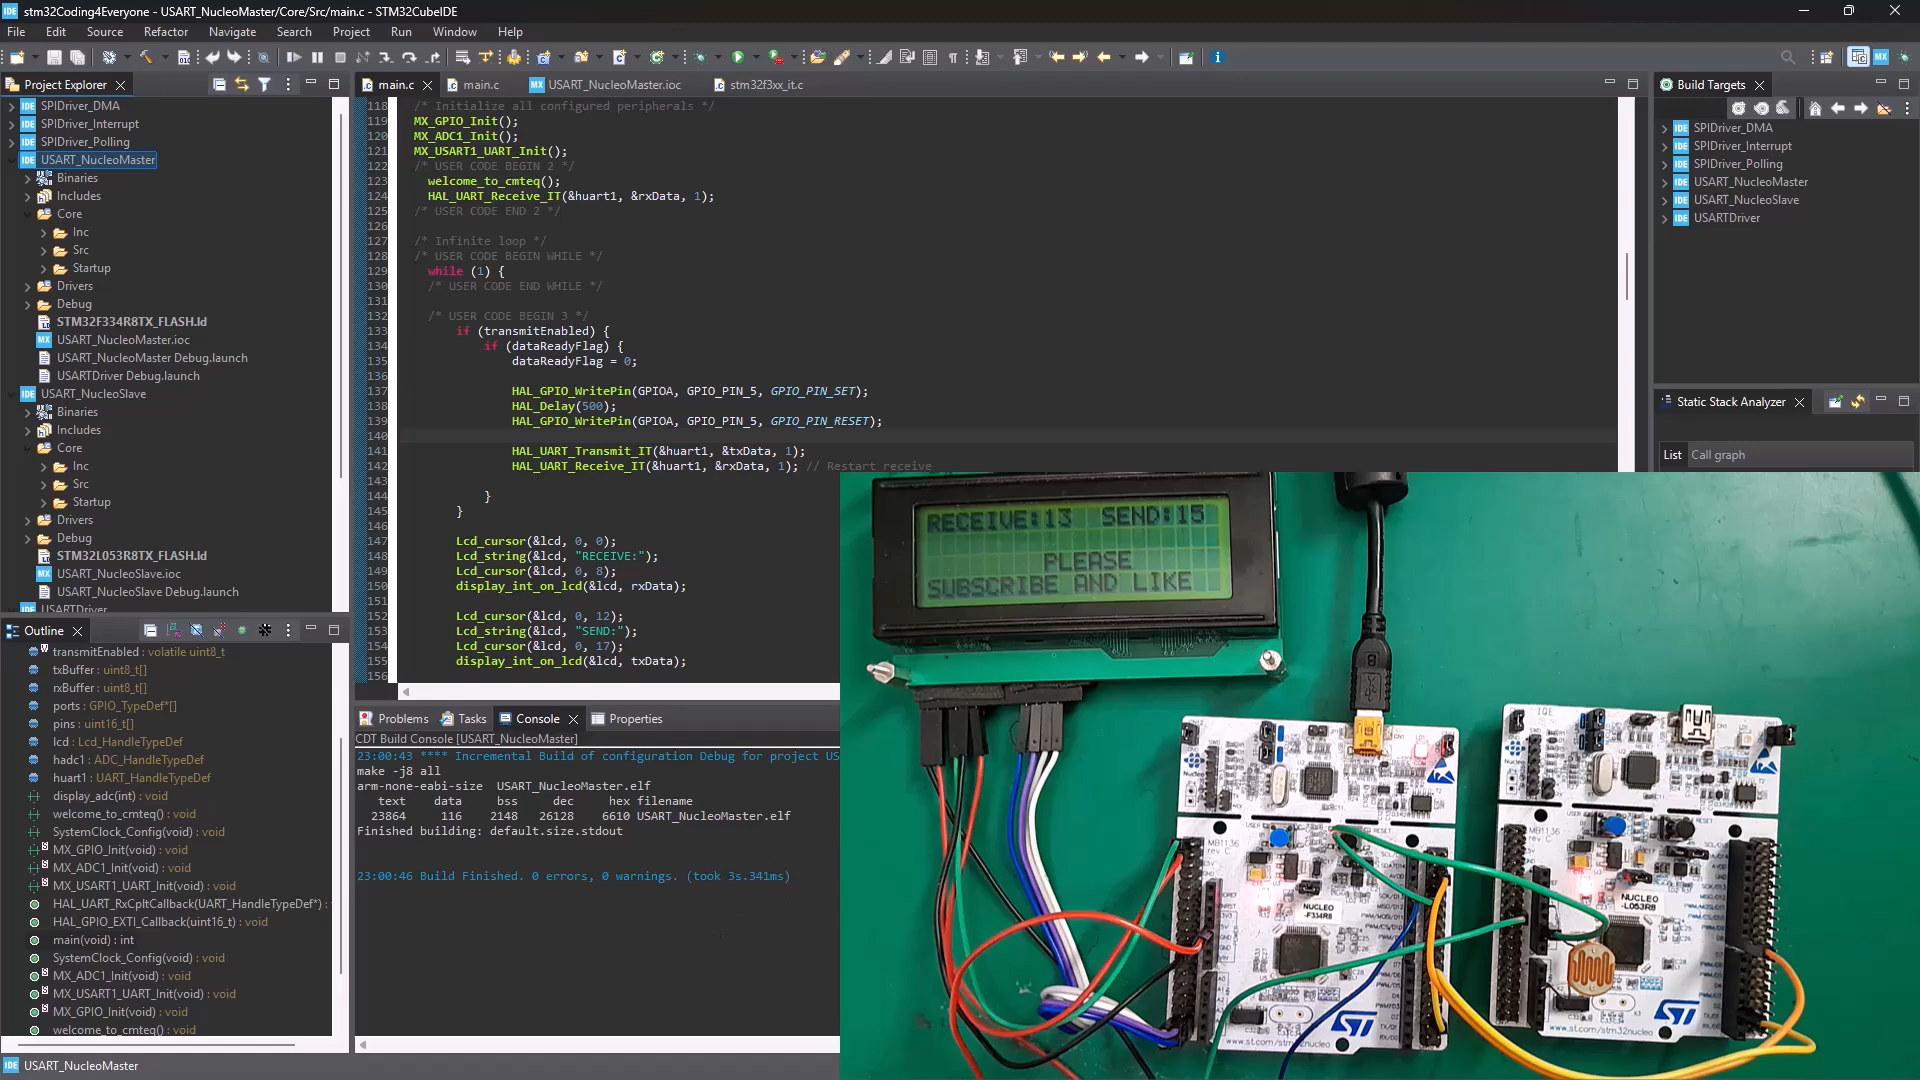 stm32Coding4Everyone - USART_NucleoMaster/Core/Src/main.c - STM32CubeIDE
File Edit Source Refactor Navigate Search Project Run Window Help
Project Explorer
SPIDriver_DMA
SPIDriver_Interrupt
SPIDriver_Polling
USART_NucleoMaster
Binaries
Includes
Core
Inc
Src
Startup
Drivers
Debug
STM32F334R8TX_FLASH.ld
USART_NucleoMaster.ioc
USART_NucleoMaster Debug.launch
USARTDriver Debug.launch
USART_NucleoSlave
Binaries
Includes
Core
Inc
Src
Startup
Drivers
Debug
STM32L053R8TX_FLASH.ld
USART_NucleoSlave.ioc
USART_NucleoSlave Debug.launch
USARTDriver
Outline
transmitEnabled : volatile uint8_t
txBuffer : uint8_t[]
rxBuffer : uint8_t[]
ports : GPIO_TypeDef*[]
pins : uint16_t[]
lcd : Lcd_HandleTypeDef
hadc1 : ADC_HandleTypeDef
huart1 : UART_HandleTypeDef
display_adc(int) : void
welcome_to_cmteq() : void
SystemClock_Config(void) : void
MX_GPIO_Init(void) : void
MX_ADC1_Init(void) : void
MX_USART1_UART_Init(void) : void
HAL_UART_RxCpltCallback(UART_HandleTypeDef*) :
HAL_GPIO_EXTI_Callback(uint16_t) : void
main(void) : int
SystemClock_Config(void) : void
MX_ADC1_Init(void) : void
MX_USART1_UART_Init(void) : void
MX_GPIO_Init(void) : void
welcome_to_cmteq() : void
main.c main.c USART_NucleoMaster.ioc stm32f3xx_it.c
118 /* Initialize all configured peripherals */
119 MX_GPIO_Init();
120 MX_ADC1_Init();
121 MX_USART1_UART_Init();
122 /* USER CODE BEGIN 2 */
123 welcome_to_cmteq();
124 HAL_UART_Receive_IT(&huart1, &rxData, 1);
125 /* USER CODE END 2 */
126
127 /* Infinite loop */
128 /* USER CODE BEGIN WHILE */
129 while (1) {
130 /* USER CODE END WHILE */
131
132 /* USER CODE BEGIN 3 */
133 if (transmitEnabled) {
134 if (dataReadyFlag) {
135 dataReadyFlag = 0;
136
137 HAL_GPIO_WritePin(GPIOA, GPIO_PIN_5, GPIO_PIN_SET);
138 HAL_Delay(500);
139 HAL_GPIO_WritePin(GPIOA, GPIO_PIN_5, GPIO_PIN_RESET);
140
141 HAL_UART_Transmit_IT(&huart1, &txData, 1);
142 HAL_UART_Receive_IT(&huart1, &rxData, 1); // Restart receive
143
144 }
145 }
146
147 Lcd_cursor(&lcd, 0, 0);
148 Lcd_string(&lcd, "RECEIVE:");
149 Lcd_cursor(&lcd, 0, 8);
150 display_int_on_lcd(&lcd, rxData);
151
152 Lcd_cursor(&lcd, 0, 12);
153 Lcd_string(&lcd, "SEND:");
154 Lcd_cursor(&lcd, 0, 17);
155 display_int_on_lcd(&lcd, txData);
156
Problems Tasks Console Properties
CDT Build Console [USART_NucleoMaster]
23:00:43 **** Incremental Build of configuration Debug for project US
make -j8 all
arm-none-eabi-size USART_NucleoMaster.elf
text data bss dec hex filename
23864 116 2148 26128 6610 USART_NucleoMaster.elf
Finished building: default.size.stdout
23:00:46 Build Finished. 0 errors, 0 warnings. (took 3s.341ms)
Build Targets
SPIDriver_DMA
SPIDriver_Interrupt
SPIDriver_Polling
USART_NucleoMaster
USART_NucleoSlave
USARTDriver
Static Stack Analyzer
List Call graph
RECEIVE:13 SEND:15
PLEASE
SUBSCRIBE AND LIKE
MB1136
rev C
NUCLEO
-F334R8
www.st.com/stm32nucleo
MB1136
rev C
NUCLEO
-L053R8
www.st.com/stm32nucleo
USART_NucleoMaster